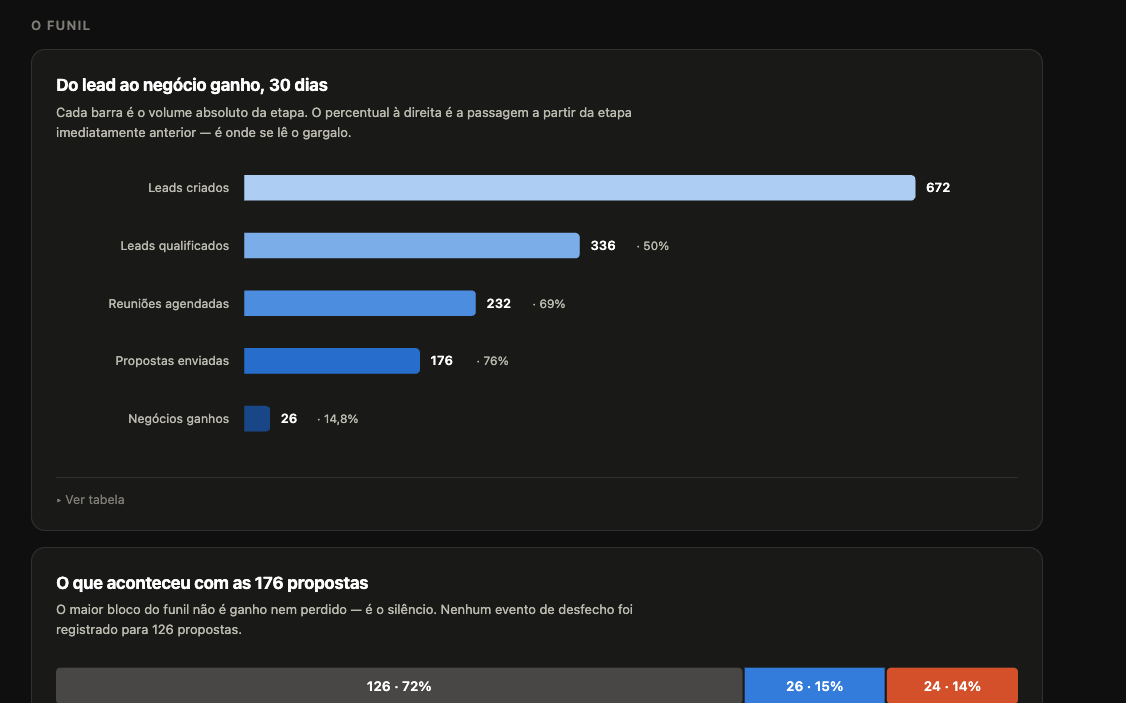 O FUNIL
Do lead ao negócio ganho, 30 dias
Cada barra é o volume absoluto da etapa. O percentual à direita é a passagem a partir da etapa
imediatamente anterior — é onde se lê o gargalo.
Leads criados 672
Leads qualificados 336 · 50%
Reuniões agendadas 232 · 69%
Propostas enviadas 176 · 76%
Negócios ganhos 26 · 14,8%
▸ Ver tabela
O que aconteceu com as 176 propostas
O maior bloco do funil não é ganho nem perdido — é o silêncio. Nenhum evento de desfecho foi
registrado para 126 propostas.
126 · 72% 26 · 15% 24 · 14%